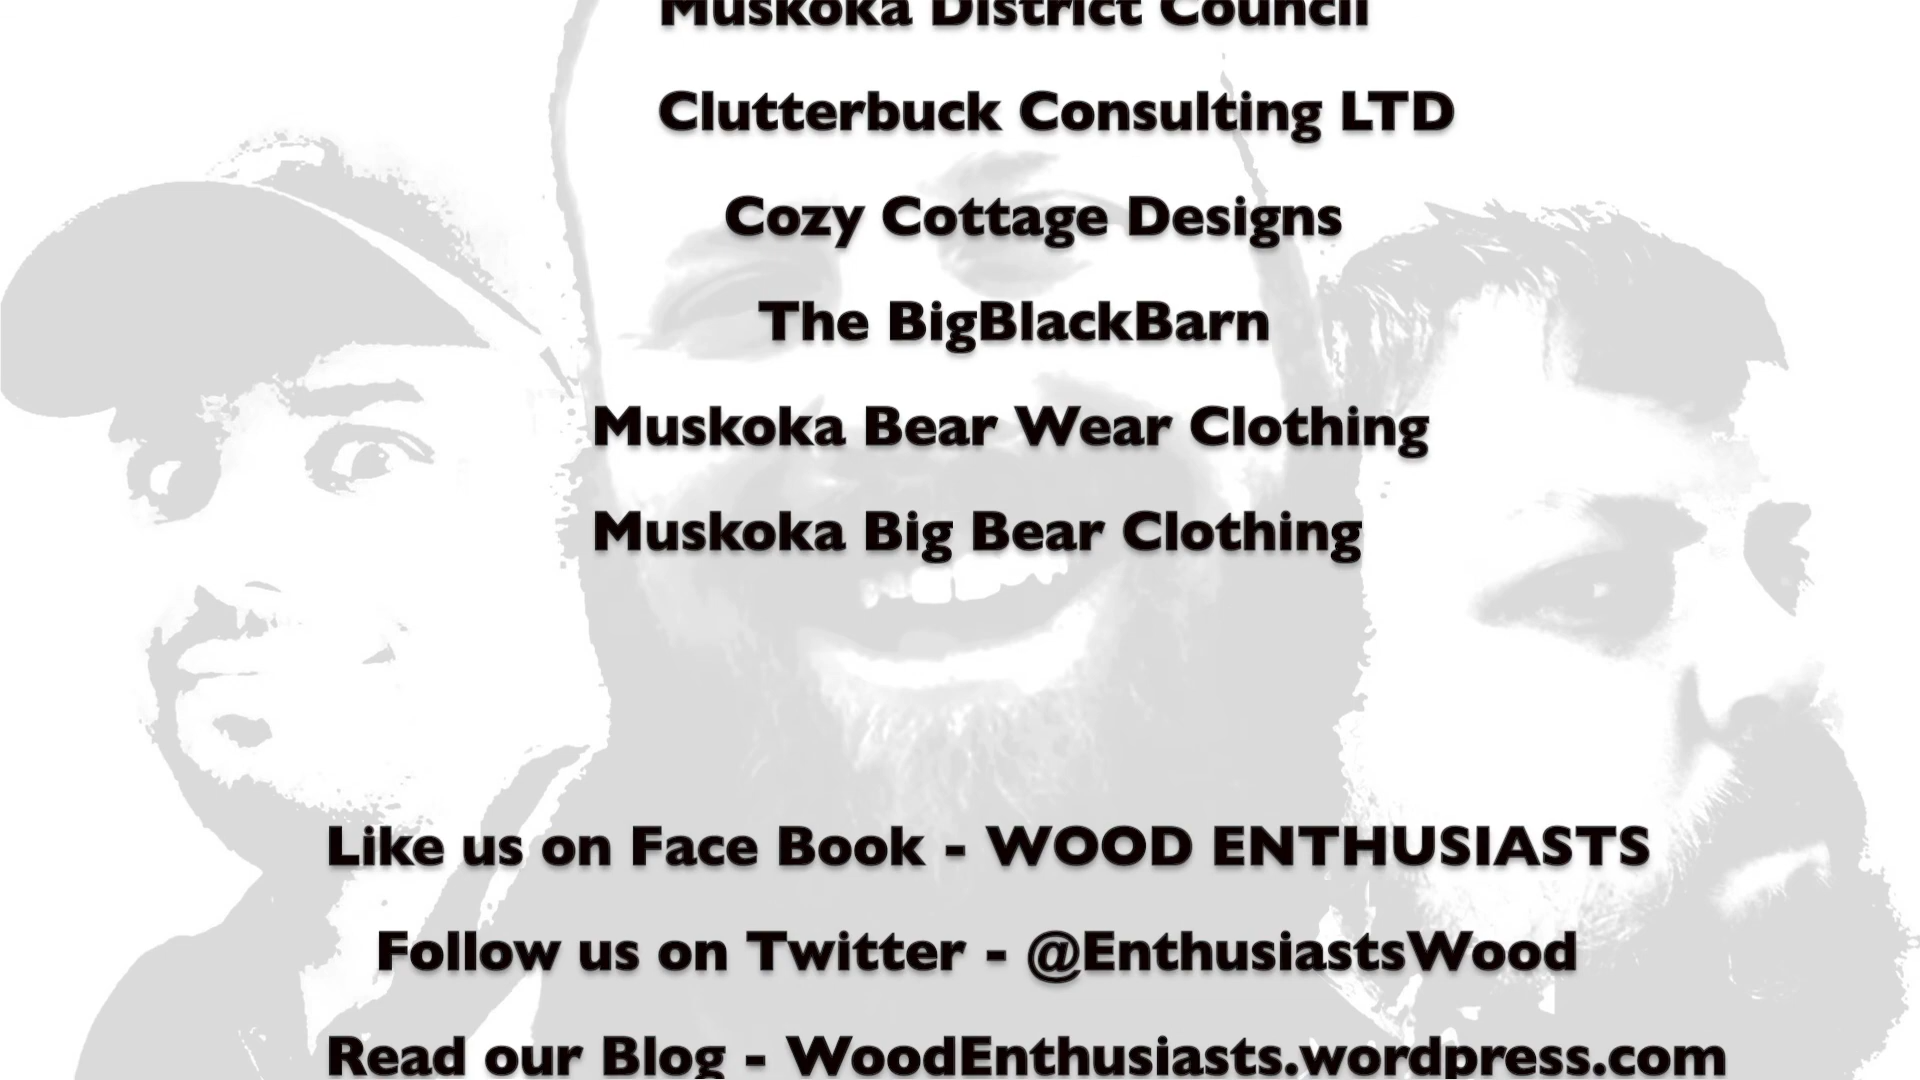 Muskoka District Council
Clutterbuck Consulting LTD
Cozy Cottage Designs
The BigBlackBarn
Muskoka Bear Wear Clothing
Muskoka Big Bear Clothing
Like us on Face Book - WOOD ENTHUSIASTS
Follow us on Twitter - @EnthusiastsWood
Read our Blog - WoodEnthusiasts.wordpress.com